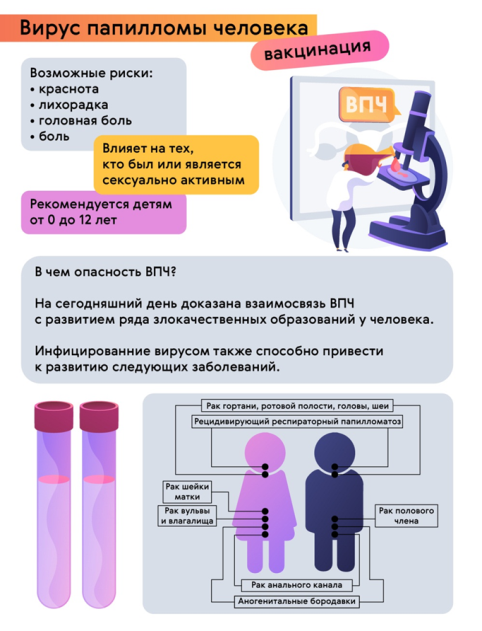 Вирус папилломы человека
вакцинация
Возможные риски:
• краснота
• лихорадка
• головная боль
• боль
Влияет на тех,
кто был или является
сексуально активным
Рекомендуется детям
от 0 до 12 лет
ВПЧ
В чем опасность ВПЧ?
На сегодняшний день доказана взаимосвязь ВПЧ
с развитием ряда злокачественных образований у человека.
Инфицированние вирусом также способно привести
к развитию следующих заболеваний.
Рак гортани, ротовой полости, головы, шеи
Рецидивирующий респираторный папилломатоз
Рак шейки
матки
Рак вульвы
и влагалища
Рак полового
члена
Рак анального канала
Аногенитальные бородавки